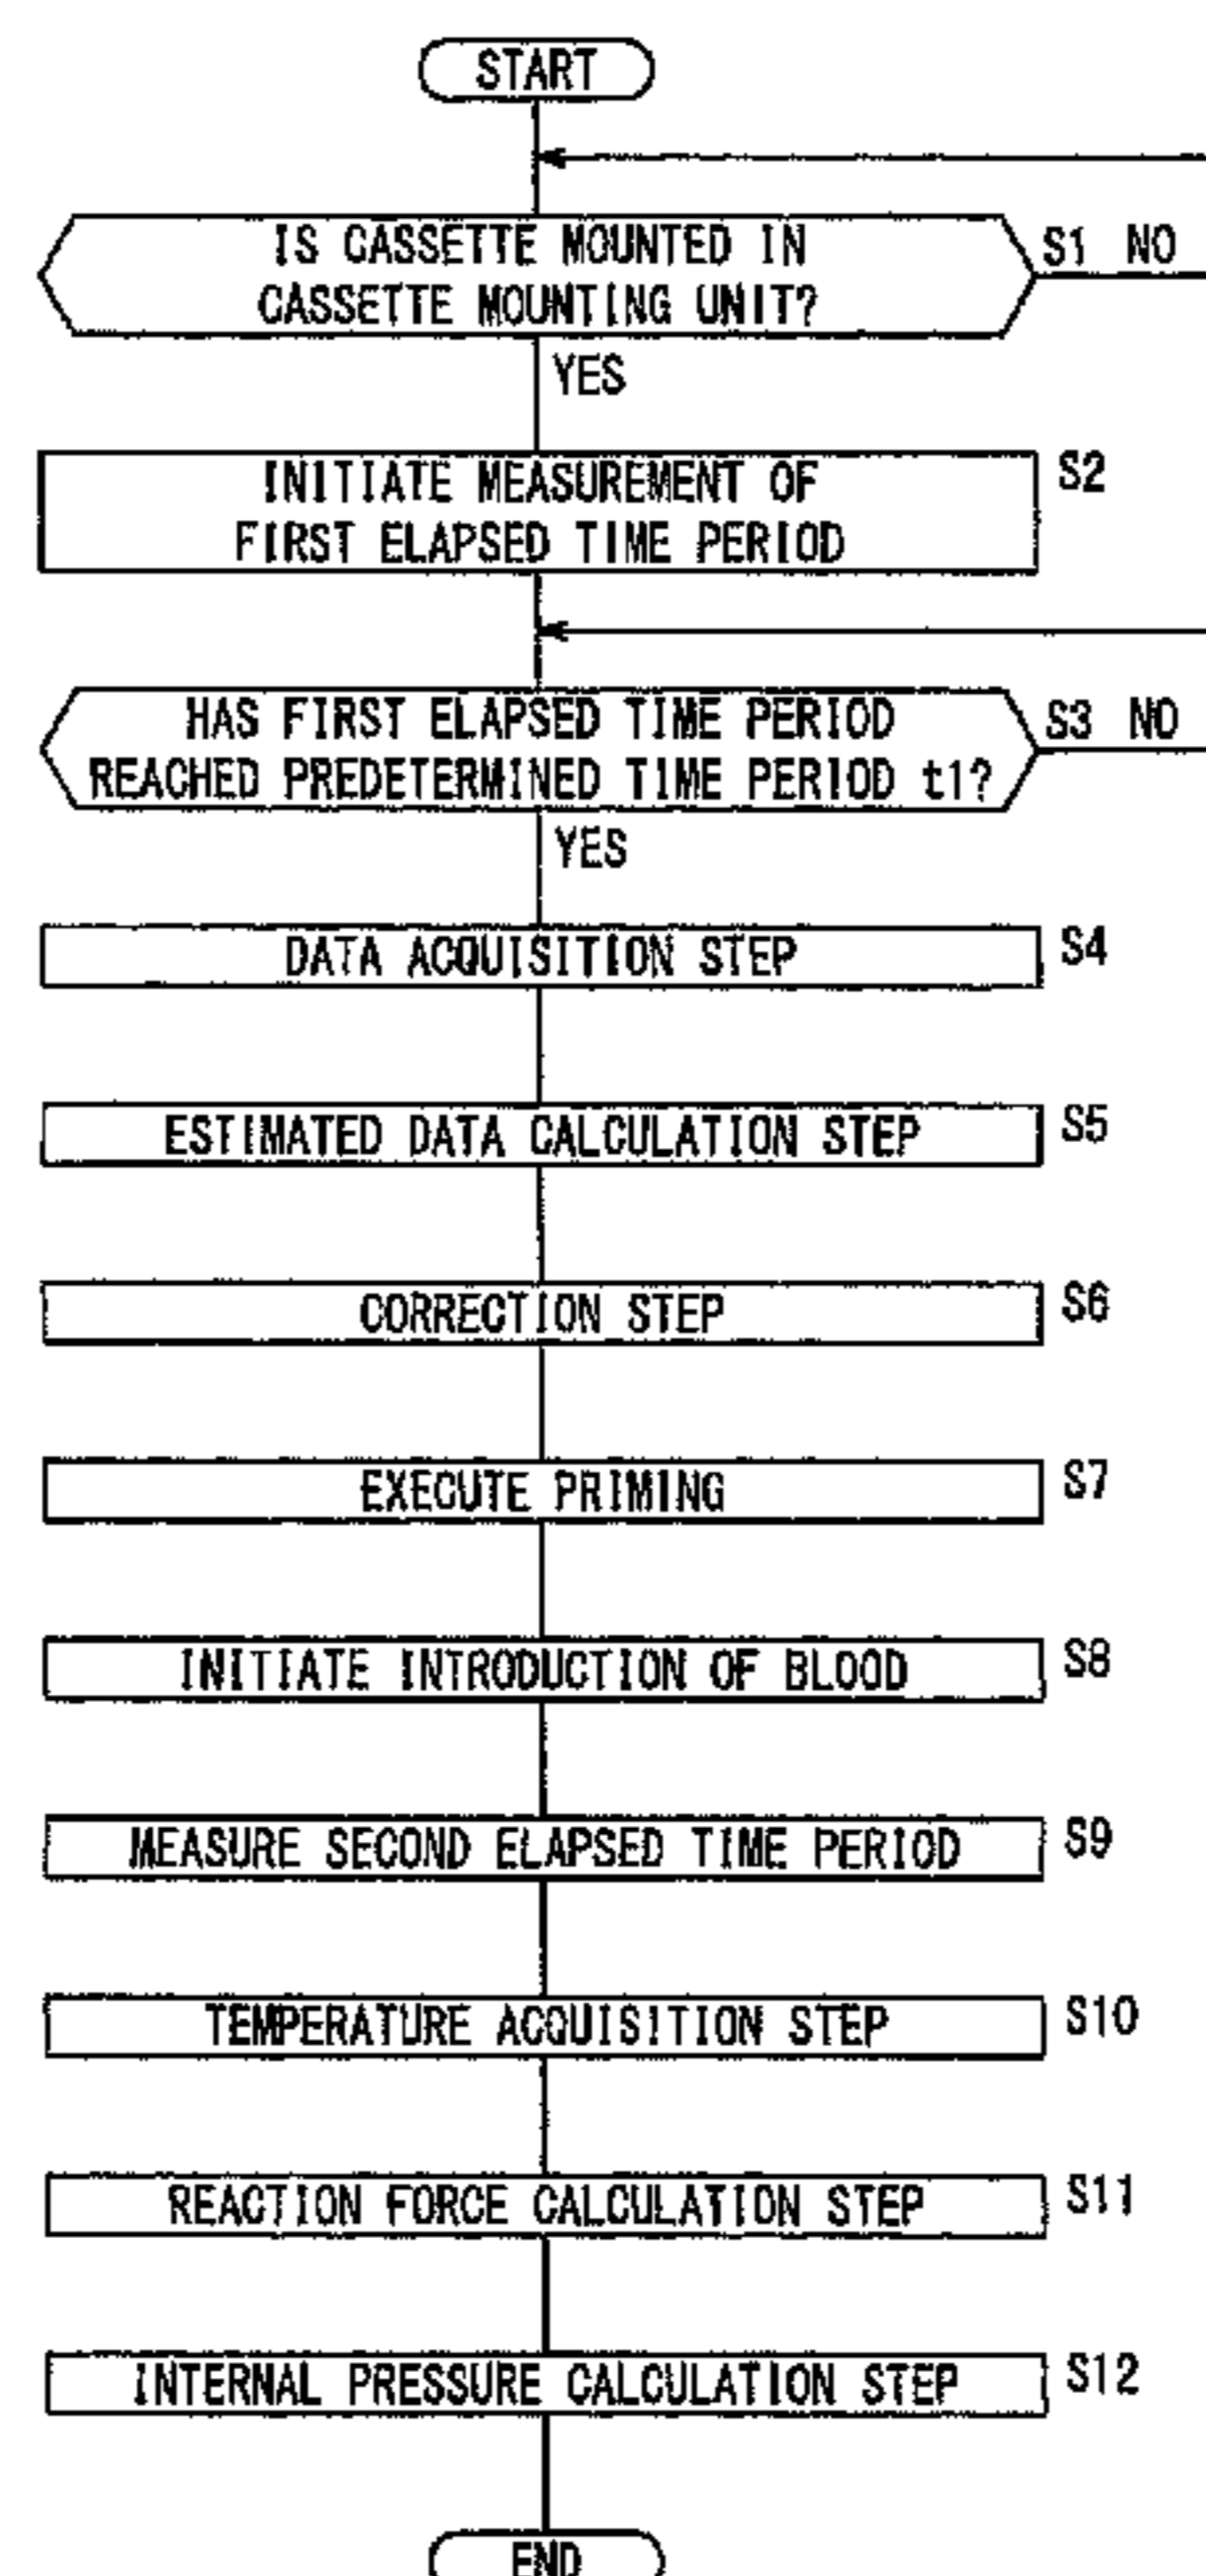 START
IS CASSETTE MOUNTED IN
CASSETTE MOUNTING UNIT?
S1 NO
YES
INITIATE MEASUREMENT OF
FIRST ELAPSED TIME PERIOD
S2
HAS FIRST ELAPSED TIME PERIOD
REACHED PREDETERMINED TIME PERIOD t1?
S3 NO
YES
DATA ACQUISITION STEP
S4
ESTIMATED DATA CALCULATION STEP
S5
CORRECTION STEP
S6
EXECUTE PRIMING
S7
INITIATE INTRODUCTION OF BLOOD
S8
MEASURE SECOND ELAPSED TIME PERIOD
S9
TEMPERATURE ACQUISITION STEP
S10
REACTION FORCE CALCULATION STEP
S11
INTERNAL PRESSURE CALCULATION STEP
S12
END